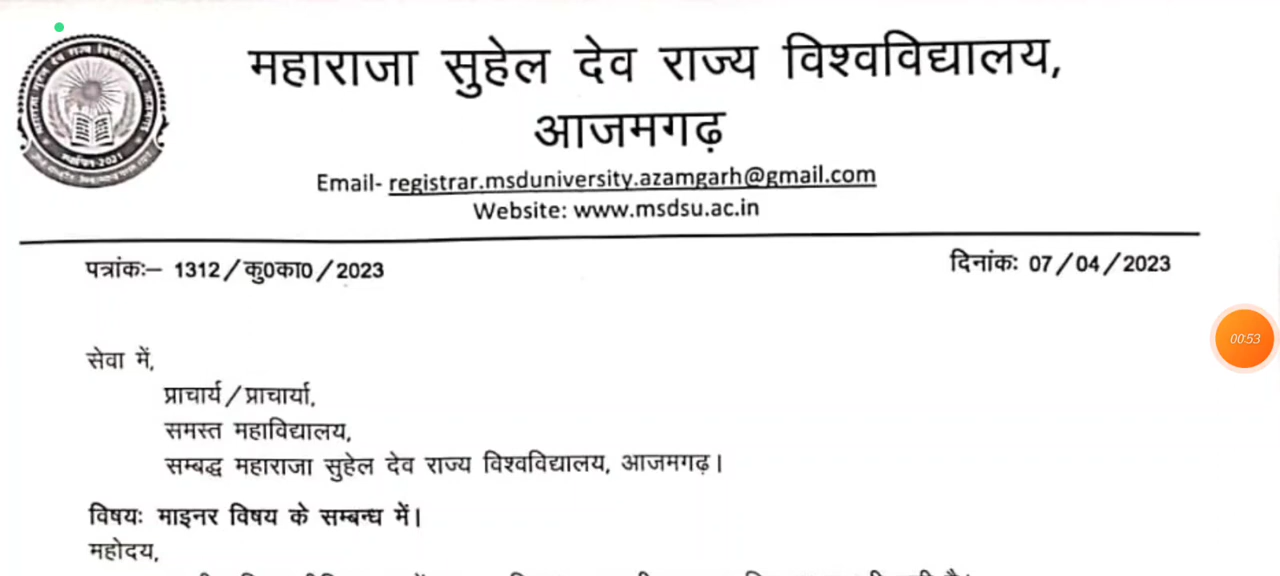 महाराजा सुहेल देव राज्य विश्वविद्यालय,
आजमगढ़
Email- registrar.msduniversity.azamgarh@gmail.com
Website: www.msdsu.ac.in
पत्रांकः– 1312/कु0का0/2023
दिनांकः 07/04/2023
00:53
सेवा में,
प्राचार्य/प्राचार्या,
समस्त महाविद्यालय,
सम्बद्ध महाराजा सुहेल देव राज्य विश्वविद्यालय, आजमगढ़।
विषयः माइनर विषय के सम्बन्ध में।
महोदय,